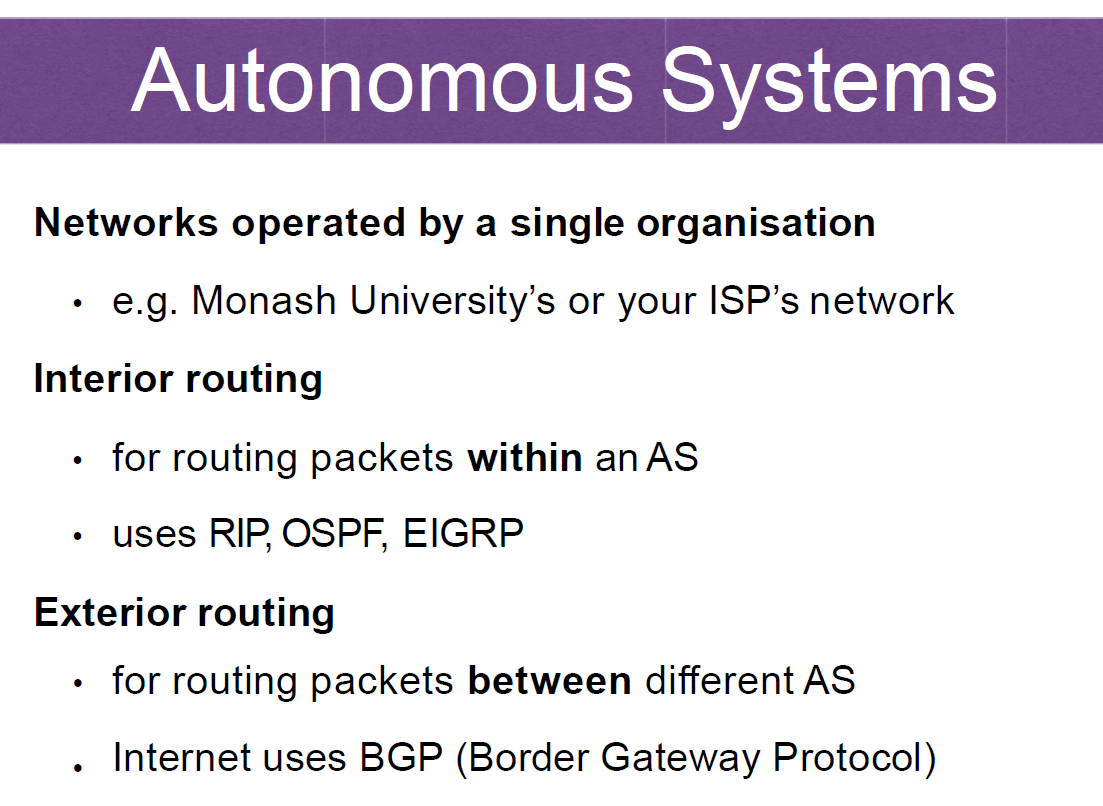 Autonomous Systems
Networks operated by a single organisation
• e.g. Monash University’s or your ISP’s network
Interior routing
• for routing packets within an AS
• uses RIP, OSPF, EIGRP
Exterior routing
• for routing packets between different AS
• Internet uses BGP (Border Gateway Protocol)